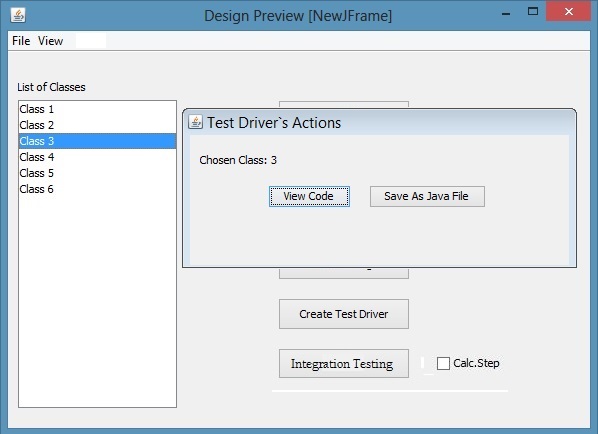 Design Preview [NewJFrame]
File View
List of Classes
Class 1
Class 2
Class 3
Class 4
Class 5
Class 6
Test Driver`s Actions
Chosen Class: 3
View Code
Save As Java File
Create Test Driver
Integration Testing
Calc.Step